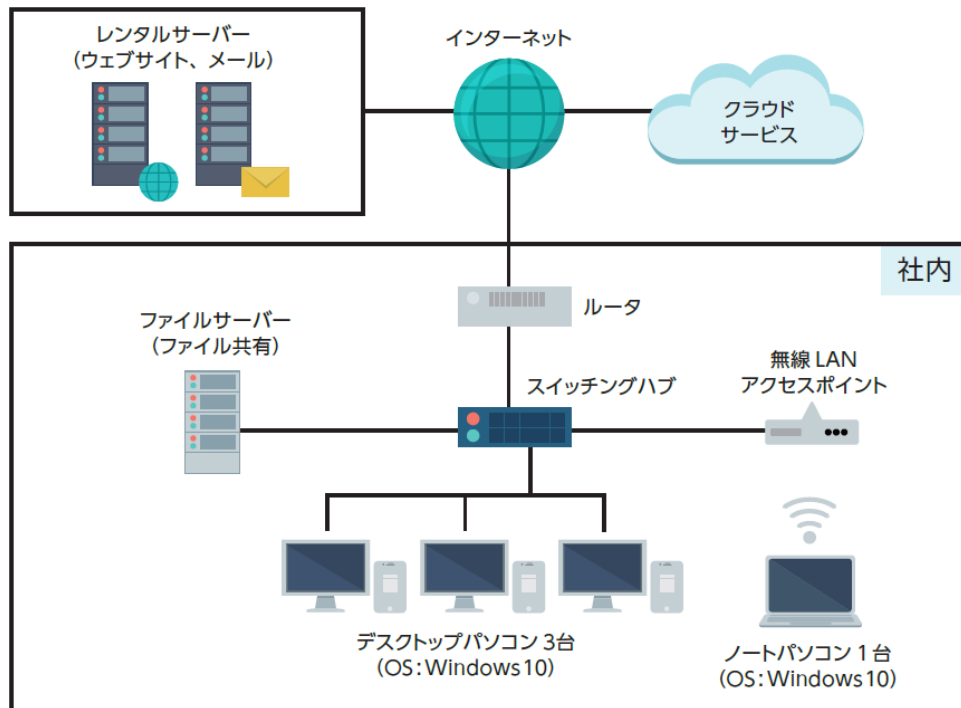 レンタルサーバー
（ウェブサイト、メール）
インターネット
クラウド
サービス
社内
ルータ
ファイルサーバー
（ファイル共有）
スイッチングハブ
無線 LAN
アクセスポイント
デスクトップパソコン 3台
（OS：Windows10）
ノートパソコン 1 台
（OS：Windows10）